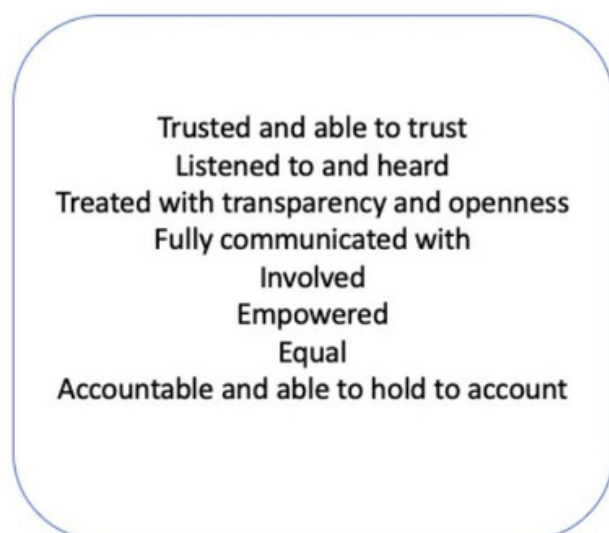 Trusted and able to trust
Listened to and heard
Treated with transparency and openness
Fully communicated with
Involved
Empowered
Equal
Accountable and able to hold to account